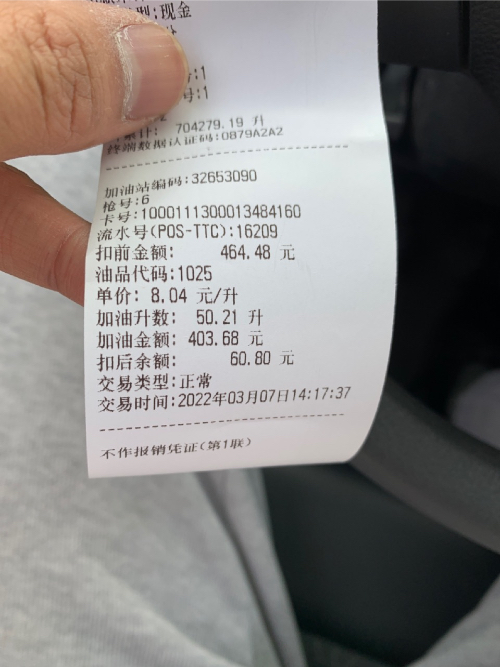 :现金
:1
号:1
累计: 704279.19 升
终端数据认证码:0879A2A2
加油站编码:32653090
枪号:6
卡号:1000111300013484160
流水号(POS-TTC):16209
扣前金额: 464.48 元
油品代码:1025
单价: 8.04 元/升
加油升数: 50.21 升
加油金额: 403.68 元
扣后余额: 60.80 元
交易类型:正常
交易时间:2022年03月07日14:17:37
不作报销凭证(第1联)